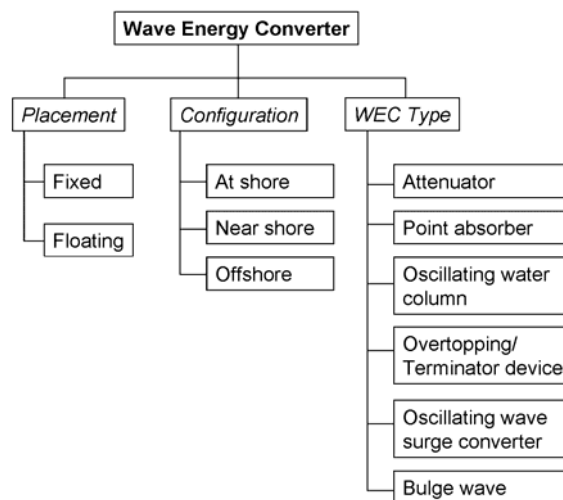 Wave Energy Converter
Placement
Configuration
WEC Type
Fixed
Floating
At shore
Near shore
Offshore
Attenuator
Point absorber
Oscillating water
column
Overtopping/
Terminator device
Oscillating wave
surge converter
Bulge wave